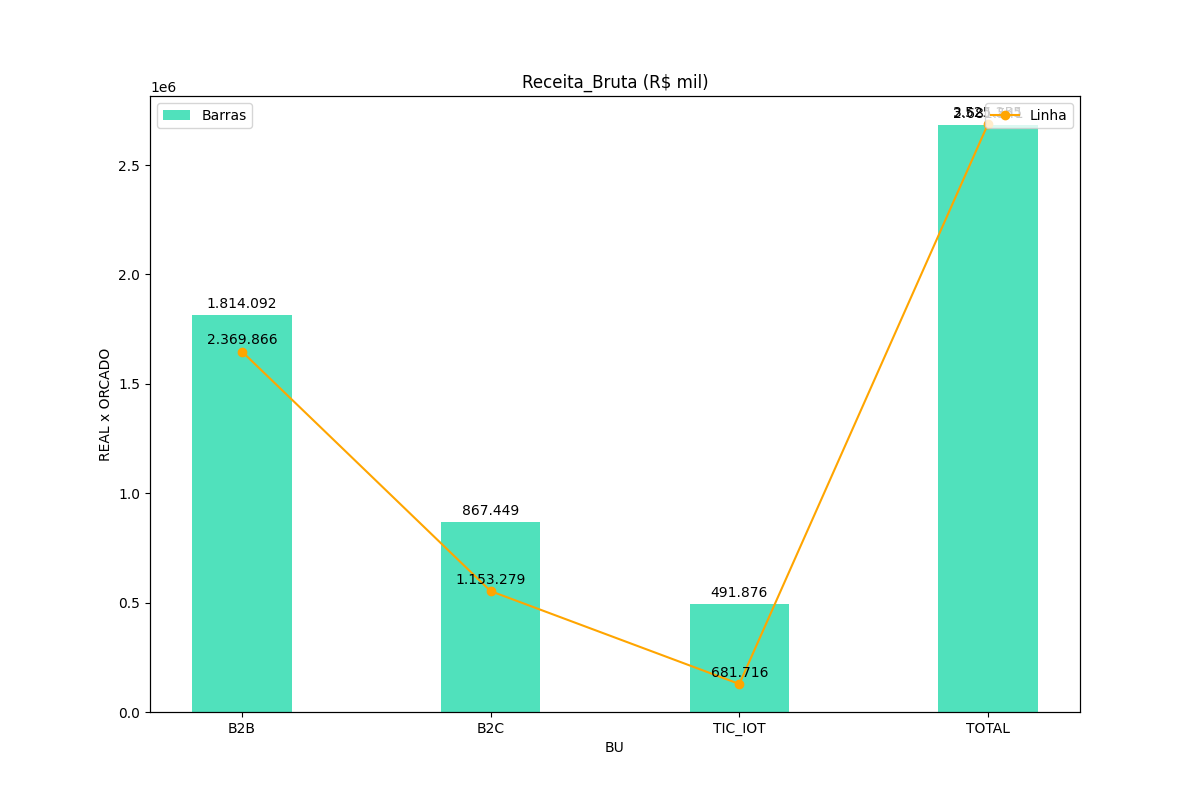 Receita_Bruta (R$ mil)
1e6
Barras
Linha
2.5
2.0
1.814.092
2.369.866
1.5
REAL x ORCADO
1.0
867.449
1.153.279
0.5
491.876
681.716
0.0
B2B
B2C
TIC_IOT
TOTAL
BU